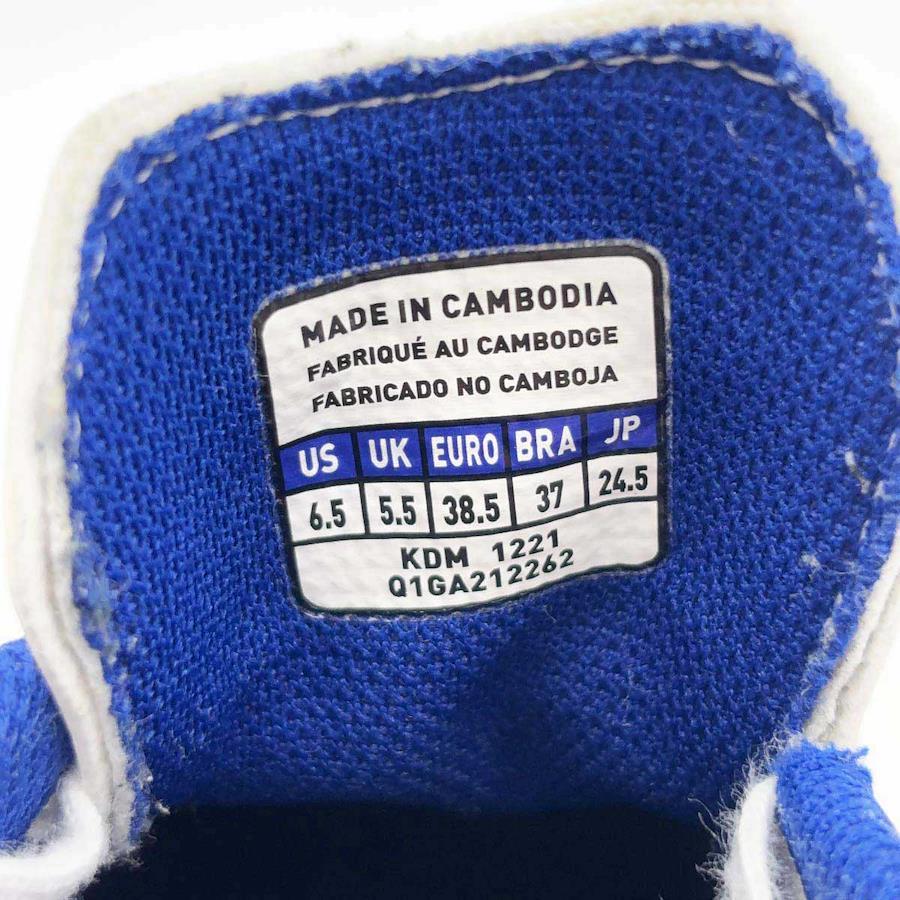 MADE IN CAMBODIA
FABRIQUÉ AU CAMBODGE
FABRICADO NO CAMBOJA
US UK EURO BRA JP
6.5 5.5 38.5 37 24.5
KDM 1221
Q1GA212262